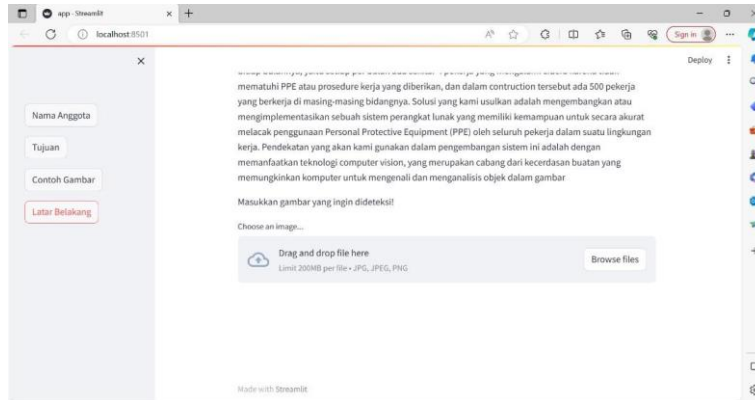 app · Streamlit
localhost:8501
Sign in
Deploy
Nama Anggota
Tujuan
Contoh Gambar
Latar Belakang
mematuhi PPE atau prosedure kerja yang diberikan, dan dalam contruction tersebut ada 500 pekerja
yang berkerja di masing-masing bidangnya. Solusi yang kami usulkan adalah mengembangkan atau
mengimplementasikan sebuah sistem perangkat lunak yang memiliki kemampuan untuk secara akurat
melacak penggunaan Personal Protective Equipment (PPE) oleh seluruh pekerja dalam suatu lingkungan
kerja. Pendekatan yang akan kami gunakan dalam pengembangan sistem ini adalah dengan
memanfaatkan teknologi computer vision, yang merupakan cabang dari kecerdasan buatan yang
memungkinkan komputer untuk mengenali dan menganalisis objek dalam gambar
Masukkan gambar yang ingin dideteksi!
Choose an image...
Drag and drop file here
Limit 200MB per file • JPG, JPEG, PNG
Browse files
Made with Streamlit